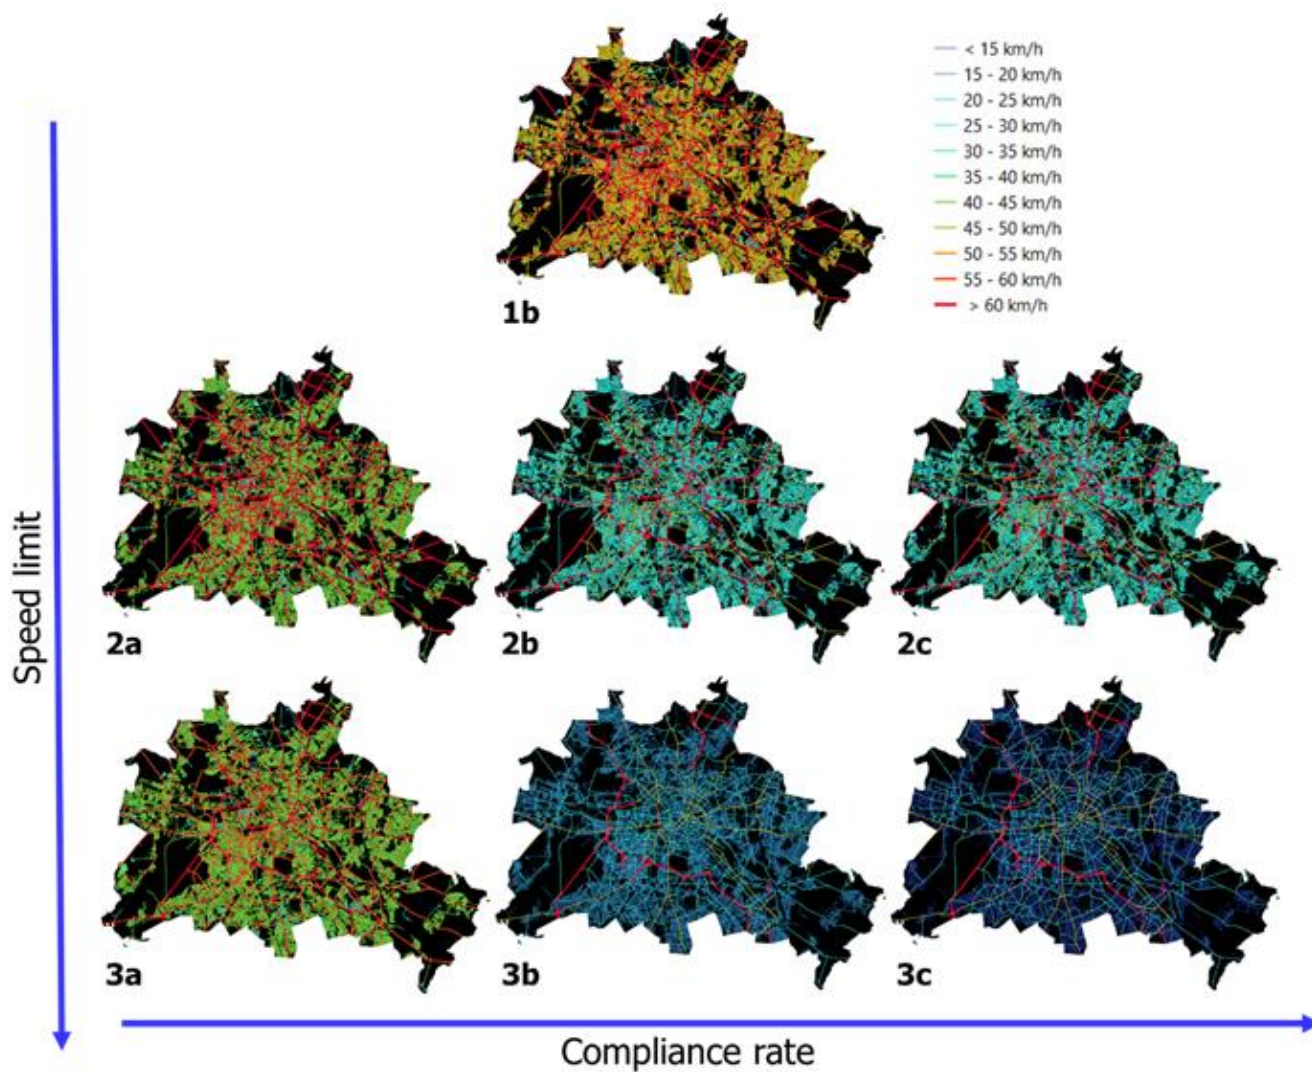 < 15 km/h
15 - 20 km/h
20 - 25 km/h
25 - 30 km/h
30 - 35 km/h
35 - 40 km/h
40 - 45 km/h
45 - 50 km/h
50 - 55 km/h
55 - 60 km/h
> 60 km/h
1b
Speed limit
2a
2b
2c
3a
3b
3c
Compliance rate